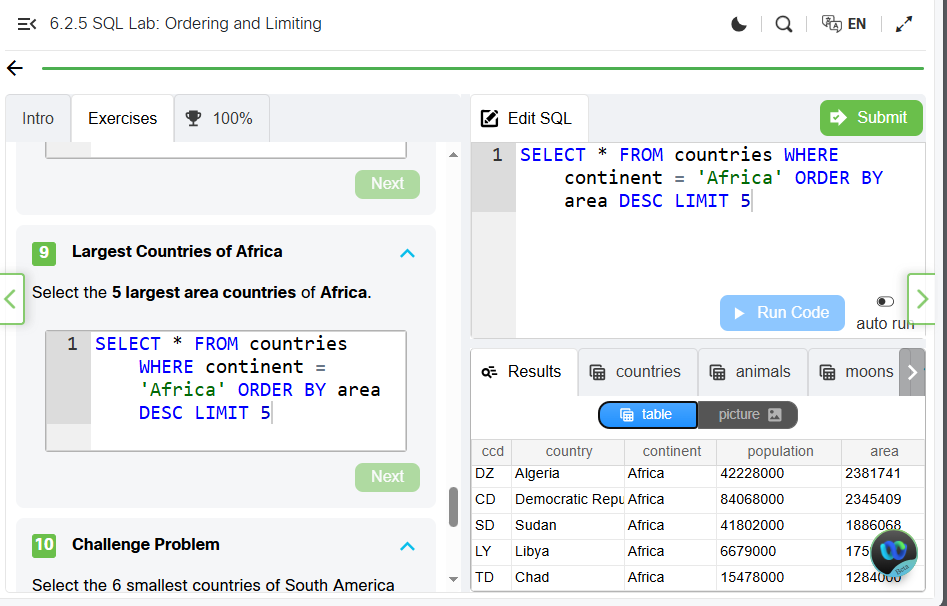 6.2.5 SQL Lab: Ordering and Limiting
EN
Intro
Exercises
100%
Next
9
Largest Countries of Africa
Select the 5 largest area countries of Africa.
1
SELECT * FROM countries
WHERE continent =
'Africa' ORDER BY area
DESC LIMIT 5
Next
10
Challenge Problem
Select the 6 smallest countries of South America
Edit SQL
Submit
1
SELECT * FROM countries WHERE
continent = 'Africa' ORDER BY
area DESC LIMIT 5
Run Code
auto run
Results
countries
animals
moons
table
picture
ccd country continent population area
DZ Algeria Africa 42228000 2381741
CD Democratic Repu Africa 84068000 2345409
SD Sudan Africa 41802000 1886068
LY Libya Africa 6679000 175
TD Chad Africa 15478000 1284000
Beta